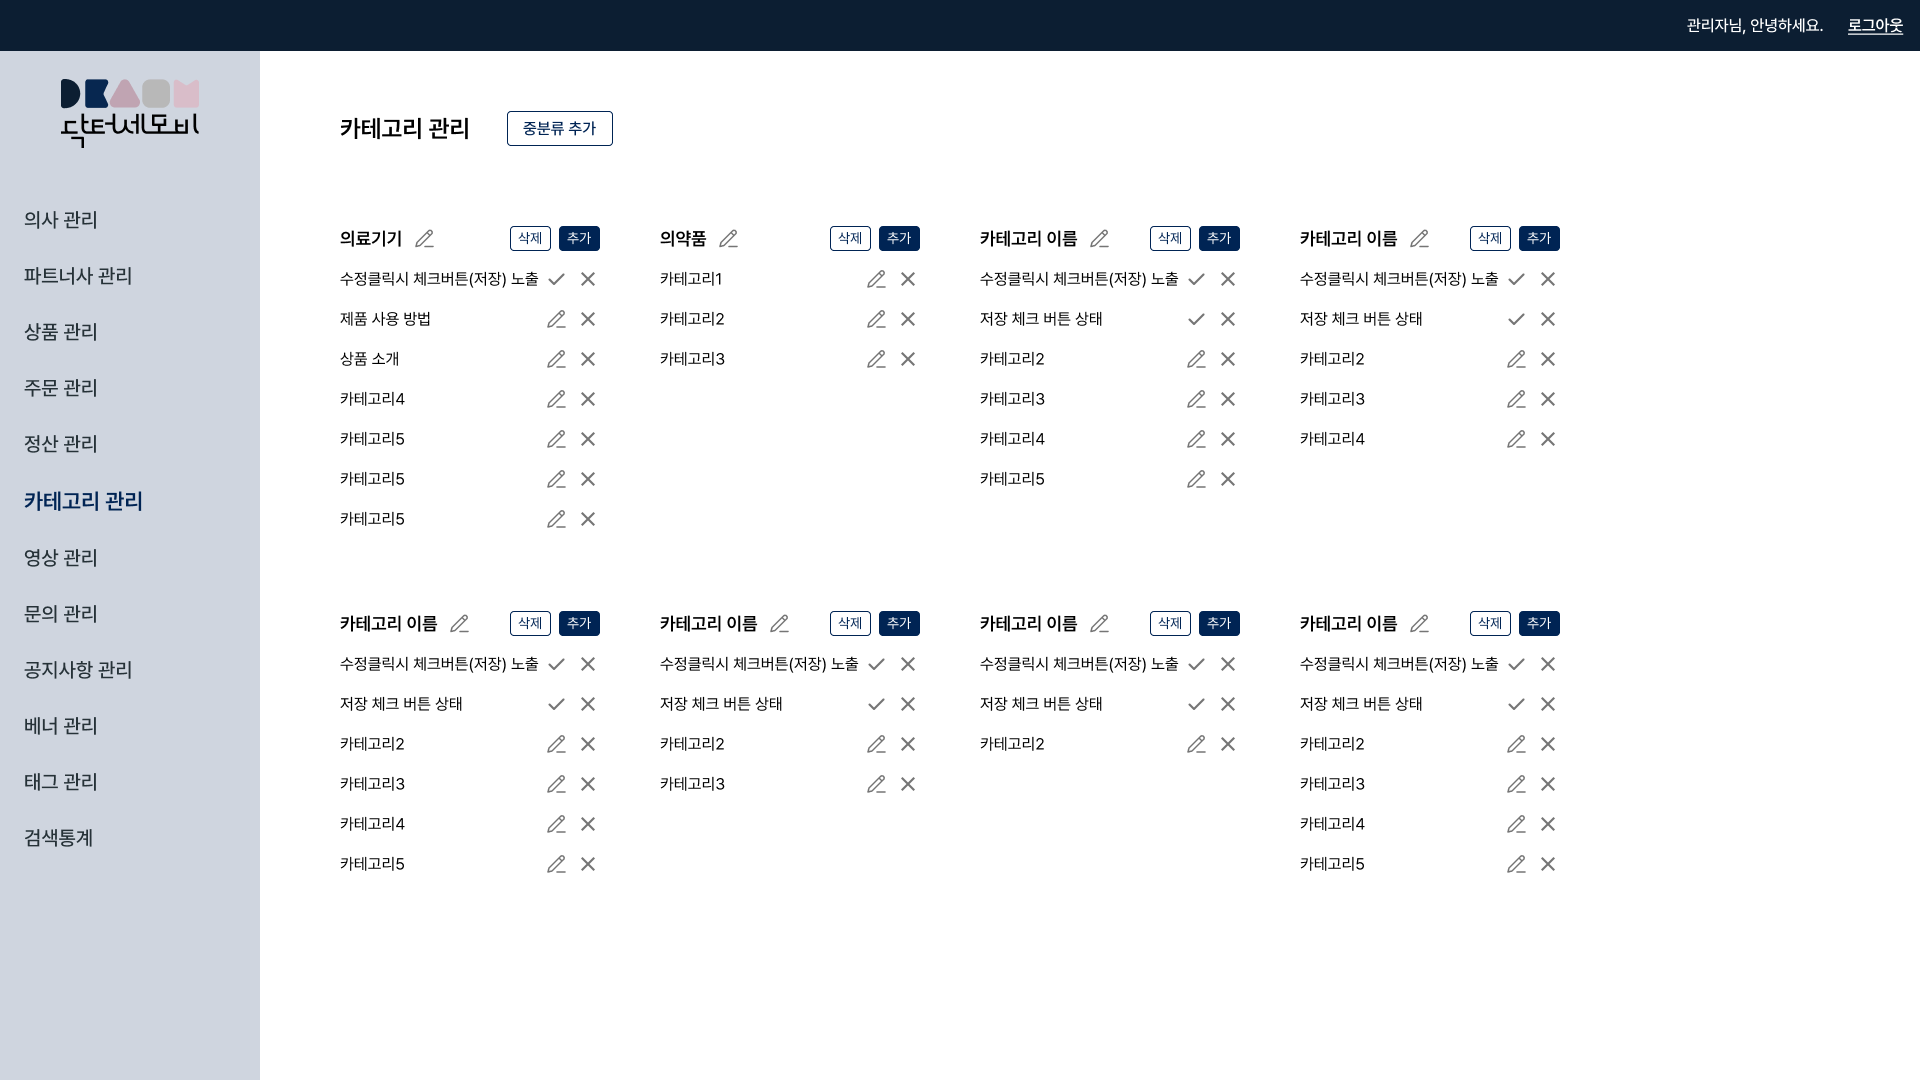 관리자님, 안녕하세요. 로그아웃
닥터세모비
의사 관리
파트너사 관리
상품 관리
주문 관리
정산 관리
카테고리 관리
영상 관리
문의 관리
공지사항 관리
베너 관리
태그 관리
검색통계
카테고리 관리 중분류 추가
의료기기 삭제 추가
수정클릭시 체크버튼(저장) 노출
제품 사용 방법
상품 소개
카테고리4
카테고리5
카테고리5
카테고리5
의약품 삭제 추가
카테고리1
카테고리2
카테고리3
카테고리 이름 삭제 추가
수정클릭시 체크버튼(저장) 노출
저장 체크 버튼 상태
카테고리2
카테고리3
카테고리4
카테고리5
카테고리 이름 삭제 추가
수정클릭시 체크버튼(저장) 노출
저장 체크 버튼 상태
카테고리2
카테고리3
카테고리4
카테고리 이름 삭제 추가
수정클릭시 체크버튼(저장) 노출
저장 체크 버튼 상태
카테고리2
카테고리3
카테고리4
카테고리5
카테고리 이름 삭제 추가
수정클릭시 체크버튼(저장) 노출
저장 체크 버튼 상태
카테고리2
카테고리3
카테고리 이름 삭제 추가
수정클릭시 체크버튼(저장) 노출
저장 체크 버튼 상태
카테고리2
카테고리 이름 삭제 추가
수정클릭시 체크버튼(저장) 노출
저장 체크 버튼 상태
카테고리2
카테고리3
카테고리4
카테고리5